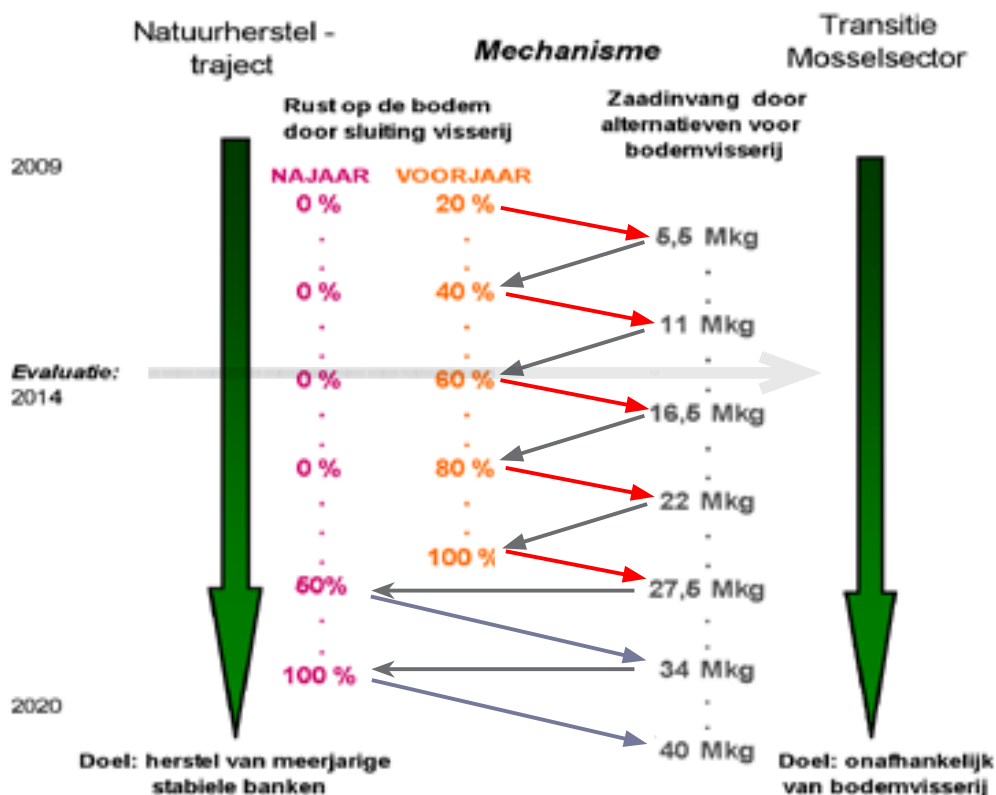 Natuurherstel -
traject
Mechanisme
Transitie
Mosselsector
Rust op de bodem
door sluiting visserij
Zaadinvang door
alternatieven voor
bodemvisserij
2009
NAJAAR VOORJAAR
0 % 20 %
5,5 Mkg
0 % 40 %
11 Mkg
Evaluatie:
2014
0 % 60 %
16,5 Mkg
0 % 80 %
22 Mkg
100 %
50%
27,5 Mkg
34 Mkg
100 %
2020
40 Mkg
Doel: herstel van meerjarige
stabiele banken
Doel: onafhankelijk
van bodemvisserij